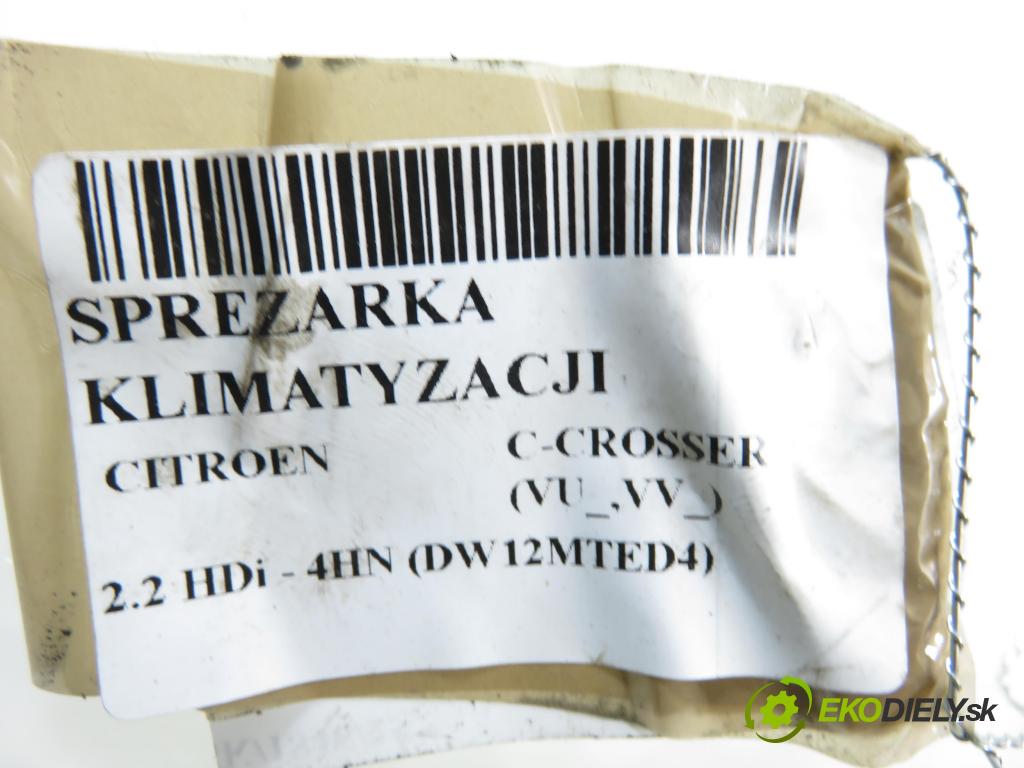 SPREZARKA
KLIMATYZACJI
CITROEN C-CROSSER
(VU_,VV_)
2.2 HDi - 4HN (DW12MTED4)
EKODIELY.sk